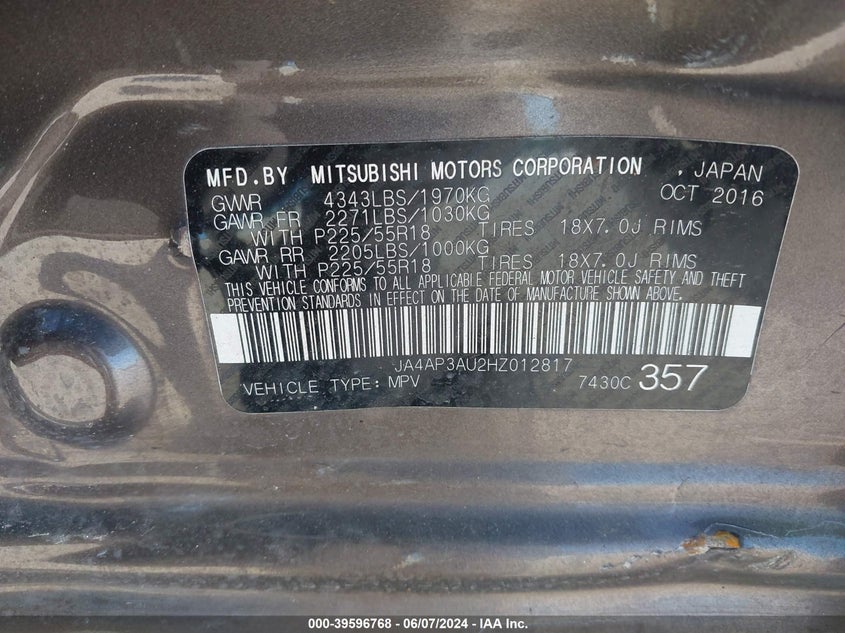 MFD.BY MITSUBISHI MOTORS CORPORATION , JAPAN
GVWR 4343LBS/1970KG OCT 2016
GAWR FR 2271LBS/1030KG
WITH P225/55R18 TIRES 18X7.0J RIMS
GAWR RR 2205LBS/1000KG
WITH P225/55R18 TIRES 18X7.0J RIMS
THIS VEHICLE CONFORMS TO ALL APPLICABLE FEDERAL MOTOR VEHICLE SAFETY AND THEFT
PREVENTION STANDARDS IN EFFECT ON THE DATE OF MANUFACTURE SHOWN ABOVE.
JA4AP3AU2HZ012817
VEHICLE TYPE: MPV 7430C 357
000-39596768 - 06/07/2024 - IAA Inc.